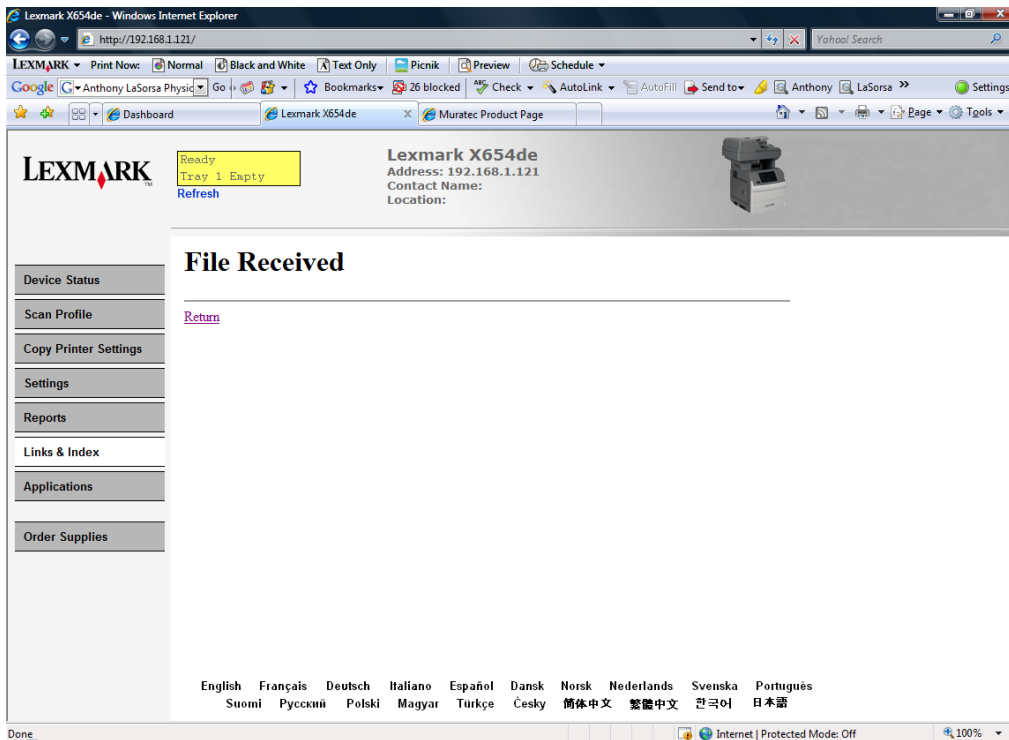 Lexmark X654de - Windows Internet Explorer
http://192.168.1.121/ Yahoo! Search
LEXMARK Print Now: Normal Black and White Text Only Picnik Preview Schedule
Google G Anthony LaSorsa Physic Go Bookmarks 26 blocked Check AutoLink AutoFill Send to Anthony LaSorsa Settings
Dashboard Lexmark X654de Muratec Product Page Page Tools
LEXMARK™
Ready
Tray 1 Empty
Refresh
Lexmark X654de
Address: 192.168.1.121
Contact Name:
Location:
Device Status
Scan Profile
Copy Printer Settings
Settings
Reports
Links & Index
Applications
Order Supplies
File Received
Return
English Français Deutsch Italiano Español Dansk Norsk Nederlands Svenska Português
Suomi Русский Polski Magyar Türkçe Česky 简体中文 繁體中文 한국어 日本語
Done Internet | Protected Mode: Off 100%